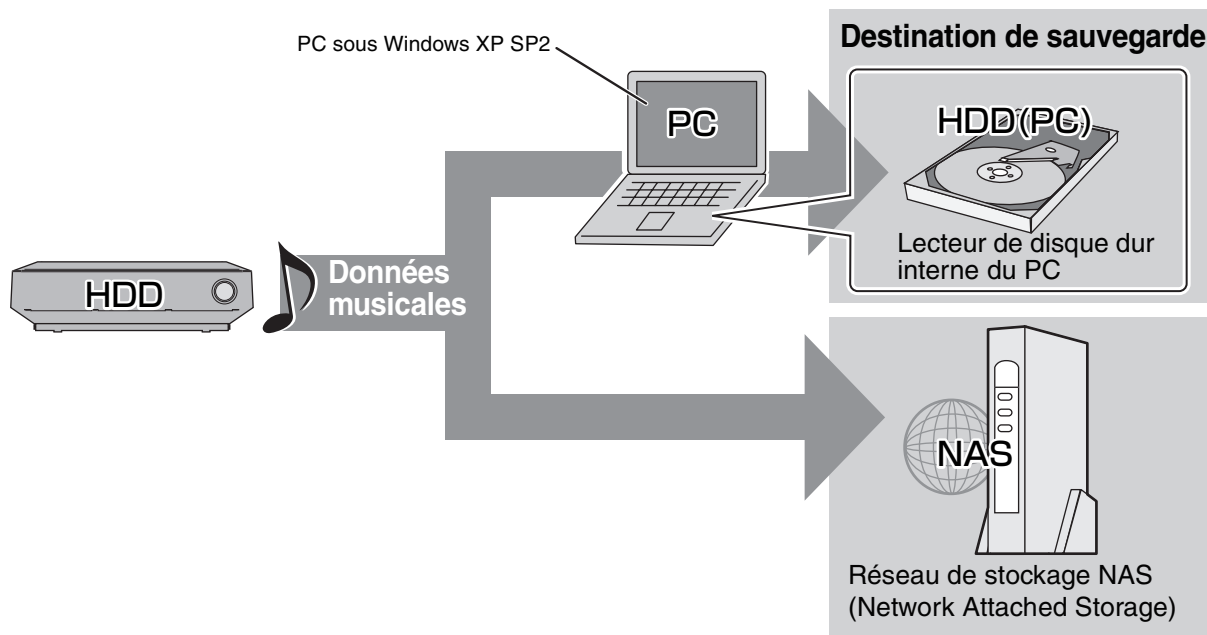 PC sous Windows XP SP2
Destination de sauvegarde
PC
HDD(PC)
Lecteur de disque dur
interne du PC
HDD
Données
musicales
NAS
Réseau de stockage NAS
(Network Attached Storage)